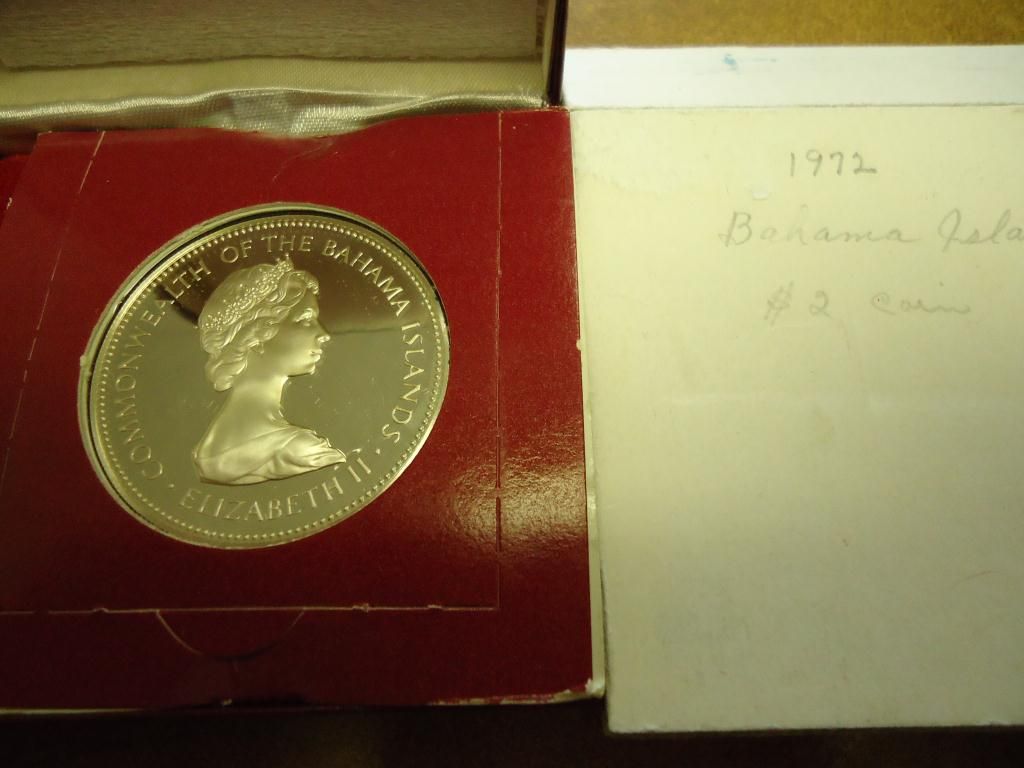 COMMONWEALTH OF THE BAHAMA ISLANDS
· ELIZABETH II ·
1972
Bahama Isla
$2 coin